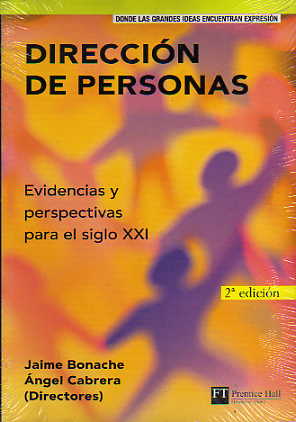 DONDE LAS GRANDES IDEAS ENCUENTRAN EXPRESIÓN
DIRECCIÓN
DE PERSONAS
Evidencias y
perspectivas
para el siglo XXI
2ª edición
Jaime Bonache
Ángel Cabrera
(Directores)
FT Prentice Hall